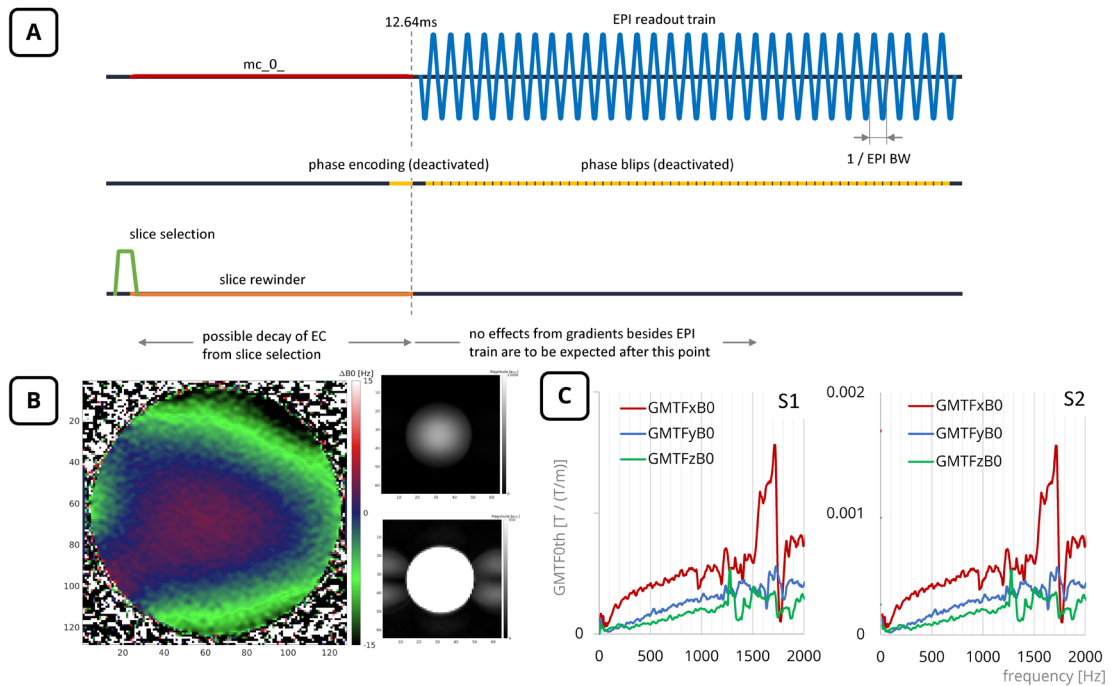 A
12.64ms
EPI readout train
mc_0_
1 / EPI BW
phase encoding (deactivated)
phase blips (deactivated)
slice selection
slice rewinder
possible decay of EC
from slice selection
no effects from gradients besides EPI
train are to be expected after this point
B
ΔB0 [Hz]
15
0
-15
20
40
60
80
100
120
20
40
60
80
100
120
C
GMTF0th [T / (T/m)]
0
S1
GMTFxB0
GMTFyB0
GMTFzB0
0
500
1000
1500
2000
0.002
0.001
0
S2
GMTFxB0
GMTFyB0
GMTFzB0
0
500
1000
1500
2000
frequency [Hz]